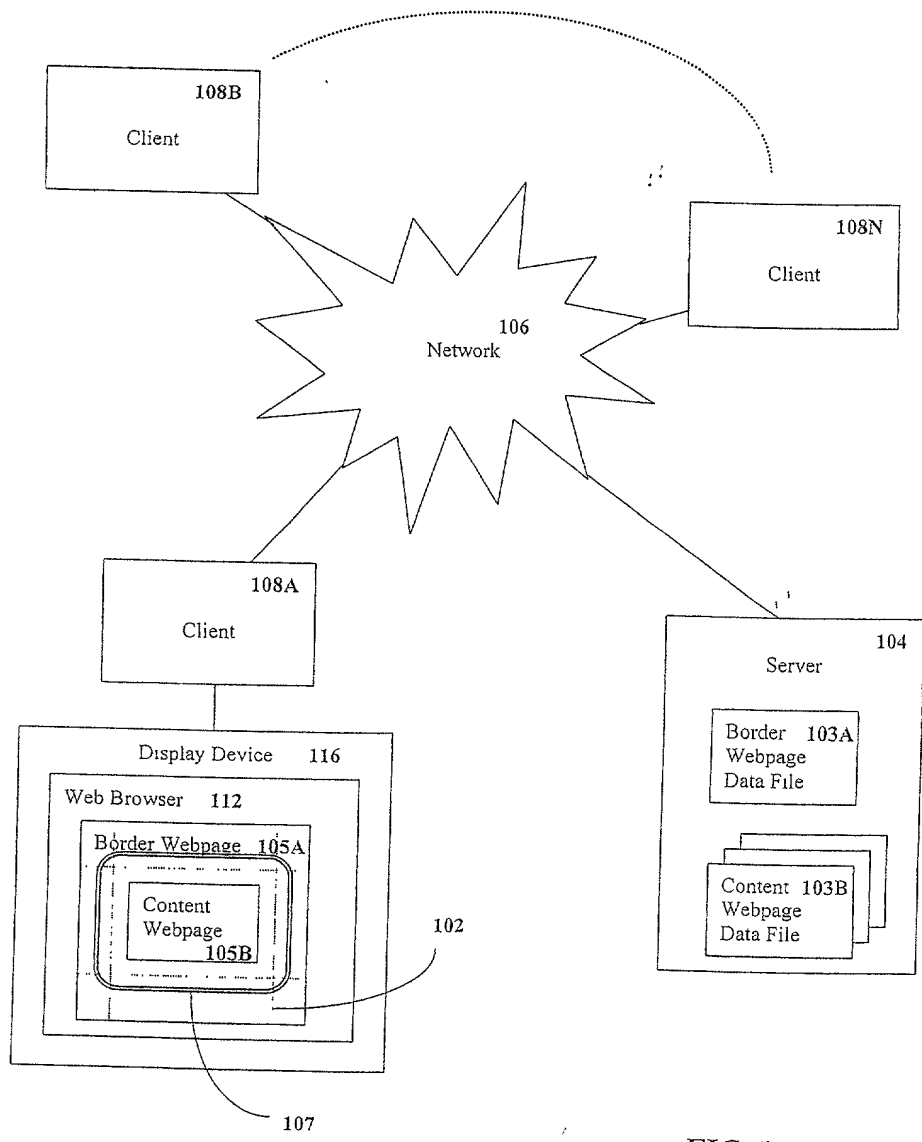 108B
Client
108N
Client
106
Network
108A
Client
104
Server
Border 103A
Webpage
Data File
Content 103B
Webpage
Data File
Display Device 116
Web Browser 112
Border Webpage 105A
Content
Webpage
105B
102
107
FIG.